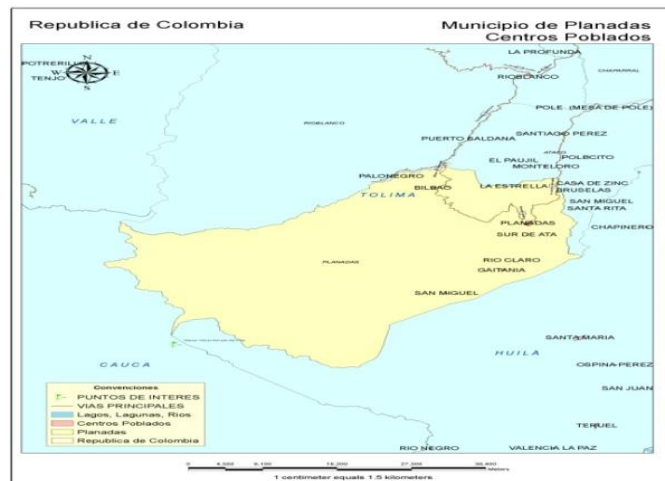 Republica de Colombia
Municipio de Planadas
Centros Poblados
N
W E
S
POTRERILL
TENJO
LA PROFUNDA
RIOBLANCO
CHAPARRAL
VALLE
RIOBLANCO
POLE (MESA DE POLE)
PUERTO BALDANA
SANTIAGO PEREZ
ATACO
EL PAUJIL
POLECITO
MONTELORO
PALONEGRO
BILBAO
LA ESTRELLA
CASA DE ZINC
BRUSELAS
TOLIMA
SAN MIGUEL
SANTA RITA
PLANADAS
CHAPINERO
SUR DE ATA
PLANADAS
RIO CLARO
GAITANIA
SAN MIGUEL
SANTA MARIA
HUILA
CAUCA
OSPINA PEREZ
SAN JUAN
TERUEL
RIO NEGRO
VALENCIA LA PAZ
Convenciones
PUNTOS DE INTERES
VIAS PRINCIPALES
Lagos, Lagunas, Rios
Centros Poblados
Planadas
Republica de Colombia
0
Meters
1 centimeter equals 1.5 kilometers